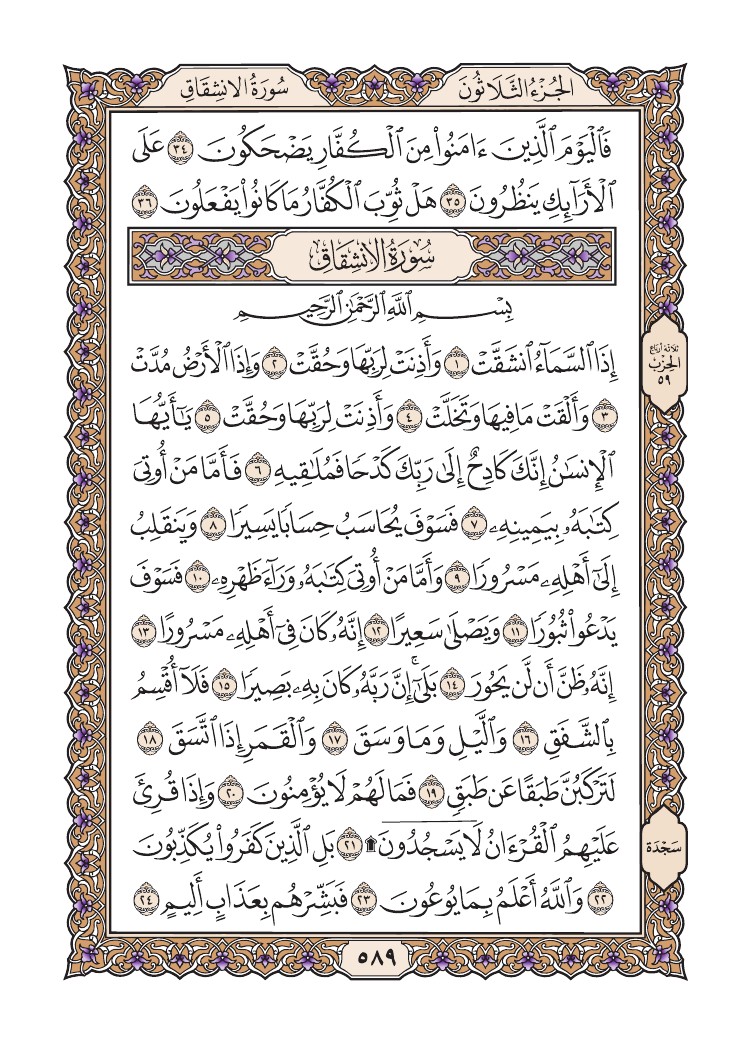 الجُزْءُ الثَّلَاثُونَ
سُورَةُ الانشِقَاقِ
فَٱلْيَوْمَ ٱلَّذِينَ ءَامَنُوا۟ مِنَ ٱلْكُفَّارِ يَضْحَكُونَ ٣٤ عَلَى
ٱلْأَرَآئِكِ يَنظُرُونَ ٣٥ هَلْ ثُوِّبَ ٱلْكُفَّارُ مَا كَانُوا۟ يَفْعَلُونَ ٣٦
سُورَةُ الانشِقَاقِ
بِسْمِ ٱللَّهِ ٱلرَّحْمَٰنِ ٱلرَّحِيمِ
إِذَا ٱلسَّمَآءُ ٱنشَقَّتْ ١ وَأَذِنَتْ لِرَبِّهَا وَحُقَّتْ ٢ وَإِذَا ٱلْأَرْضُ مُدَّتْ
٣ وَأَلْقَتْ مَا فِيهَا وَتَخَلَّتْ ٤ وَأَذِنَتْ لِرَبِّهَا وَحُقَّتْ ٥ يَٰٓأَيُّهَا
ٱلْإِنسَٰنُ إِنَّكَ كَادِحٌ إِلَىٰ رَبِّكَ كَدْحًا فَمُلَٰقِيهِ ٦ فَأَمَّا مَنْ أُوتِىَ
كِتَٰبَهُۥ بِيَمِينِهِۦ ٧ فَسَوْفَ يُحَاسَبُ حِسَابًا يَسِيرًا ٨ وَيَنقَلِبُ
إِلَىٰٓ أَهْلِهِۦ مَسْرُورًا ٩ وَأَمَّا مَنْ أُوتِىَ كِتَٰبَهُۥ وَرَآءَ ظَهْرِهِۦ ١٠ فَسَوْفَ
يَدْعُوا۟ ثُبُورًا ١١ وَيَصْلَىٰ سَعِيرًا ١٢ إِنَّهُۥ كَانَ فِىٓ أَهْلِهِۦ مَسْرُورًا ١٣
إِنَّهُۥ ظَنَّ أَن لَّن يَحُورَ ١٤ بَلَىٰٓ إِنَّ رَبَّهُۥ كَانَ بِهِۦ بَصِيرًا ١٥ فَلَآ أُقْسِمُ
بِٱلشَّفَقِ ١٦ وَٱلَّيْلِ وَمَا وَسَقَ ١٧ وَٱلْقَمَرِ إِذَا ٱتَّسَقَ ١٨
لَتَرْكَبُنَّ طَبَقًا عَن طَبَقٍ ١٩ فَمَا لَهُمْ لَا يُؤْمِنُونَ ٢٠ وَإِذَا قُرِئَ
عَلَيْهِمُ ٱلْقُرْءَانُ لَا يَسْجُدُونَ ۩ ٢١ بَلِ ٱلَّذِينَ كَفَرُوا۟ يُكَذِّبُونَ
٢٢ وَٱللَّهُ أَعْلَمُ بِمَا يُوعُونَ ٢٣ فَبَشِّرْهُم بِعَذَابٍ أَلِيمٍ ٢٤
ثلاثة أرباع
الحزب
٥٩
سَجْدَة
٥٨٩